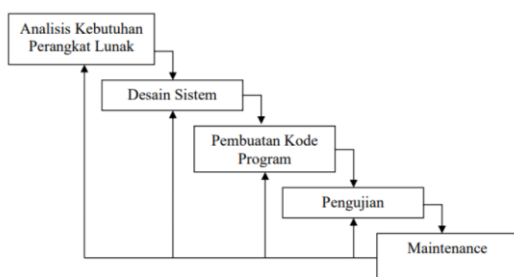 Analisis Kebutuhan
Perangkat Lunak
Desain Sistem
Pembuatan Kode
Program
Pengujian
Maintenance